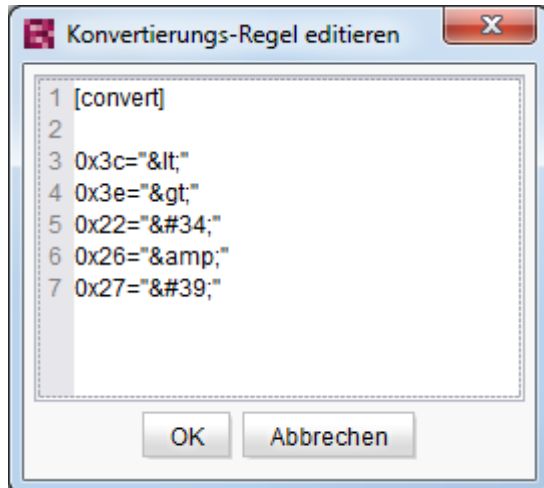 Konvertierungs-Regel editieren
1 [convert]
2
3 0x3c="&lt;"
4 0x3e="&gt;"
5 0x22="&#34;"
6 0x26="&amp;"
7 0x27="&#39;"
OK Abbrechen